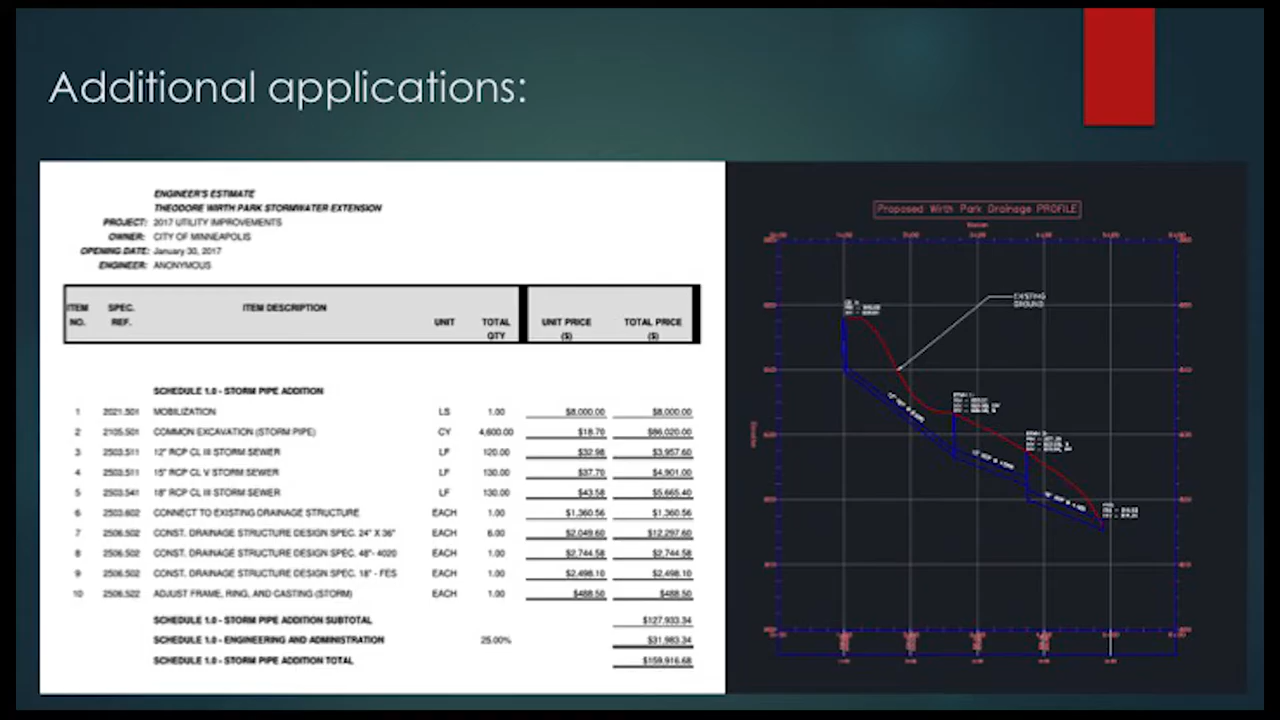 Additional applications:
ENGINEER'S ESTIMATE
THEODORE WIRTH PARK STORMWATER EXTENSION
PROJECT: 2017 UTILITY IMPROVEMENTS
OWNER: CITY OF MINNEAPOLIS
OPENING DATE: January 30, 2017
ENGINEER: ANONYMOUS
ITEM NO. SPEC. REF. ITEM DESCRIPTION UNIT TOTAL QTY UNIT PRICE ($) TOTAL PRICE ($)
SCHEDULE 1.0 - STORM PIPE ADDITION
1 2021.501 MOBILIZATION LS 1.00 $8,000.00 $8,000.00
2 2105.501 COMMON EXCAVATION (STORM PIPE) CY 4,600.00 $18.70 $86,020.00
3 2503.511 12" RCP CL III STORM SEWER LF 120.00 $32.98 $3,957.60
4 2503.511 15" RCP CL V STORM SEWER LF 130.00 $37.70 $4,901.00
5 2503.541 18" RCP CL III STORM SEWER LF 130.00 $43.58 $5,665.40
6 2503.602 CONNECT TO EXISTING DRAINAGE STRUCTURE EACH 1.00 $1,360.56 $1,360.56
7 2506.502 CONST. DRAINAGE STRUCTURE DESIGN SPEC. 24" X 36" EACH 6.00 $2,049.60 $12,297.60
8 2506.502 CONST. DRAINAGE STRUCTURE DESIGN SPEC. 48"- 4020 EACH 1.00 $2,744.58 $2,744.58
9 2506.502 CONST. DRAINAGE STRUCTURE DESIGN SPEC. 18" - FES EACH 1.00 $2,498.10 $2,498.10
10 2506.522 ADJUST FRAME, RING, AND CASTING (STORM) EACH 1.00 $488.50 $488.50
SCHEDULE 1.0 - STORM PIPE ADDITION SUBTOTAL $127,933.34
SCHEDULE 1.0 - ENGINEERING AND ADMINISTRATION 25.00% $31,983.34
SCHEDULE 1.0 - STORM PIPE ADDITION TOTAL $159,916.68
Proposed Wirth Park Drainage PROFILE
Station
EXISTING
GROUND
Elevation